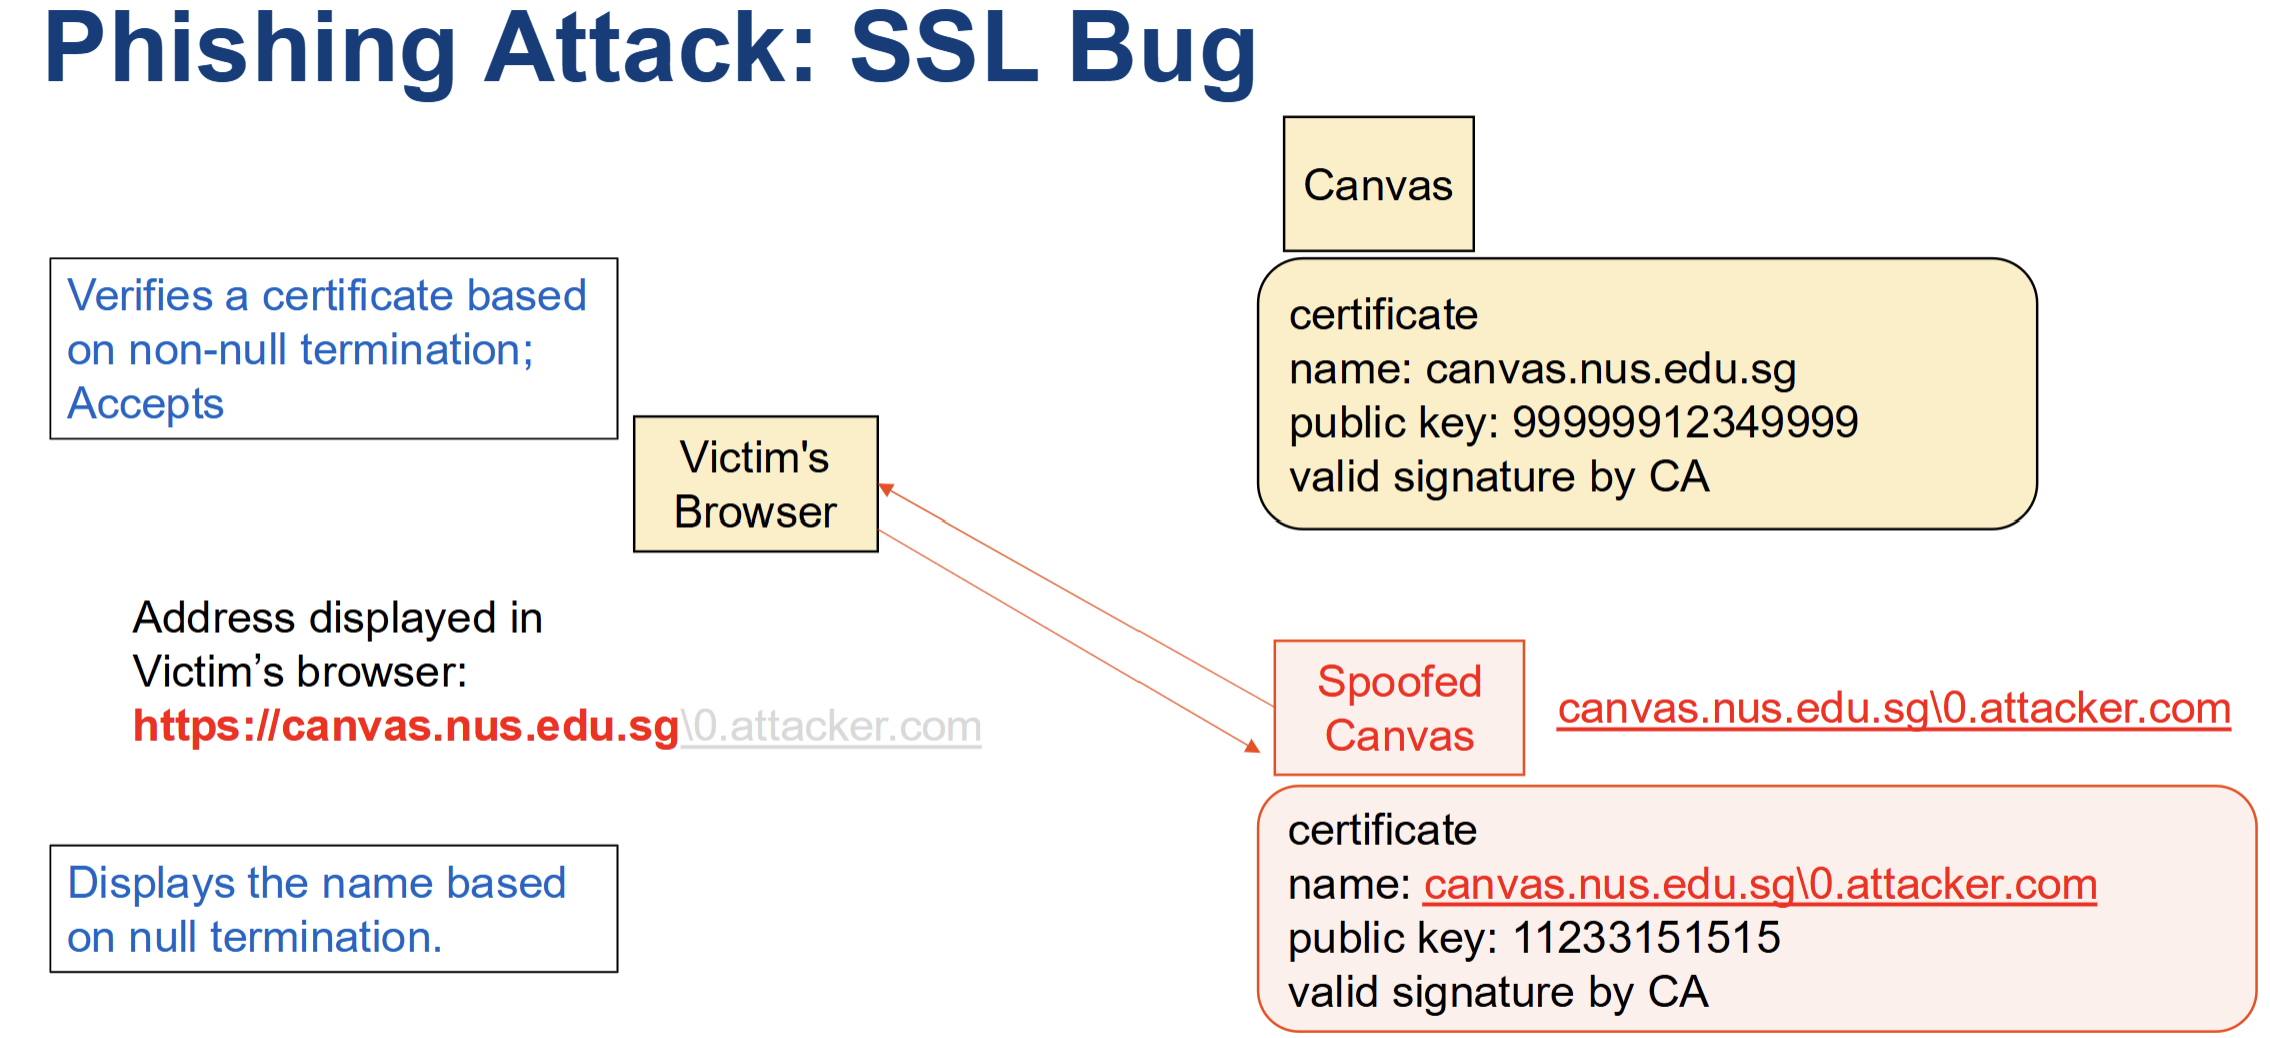 Phishing Attack: SSL Bug
Canvas
Verifies a certificate based
on non-null termination;
Accepts
certificate
name: canvas.nus.edu.sg
public key: 99999912349999
valid signature by CA
Victim's
Browser
Address displayed in
Victim’s browser:
https://canvas.nus.edu.sg\0.attacker.com
Spoofed
Canvas
canvas.nus.edu.sg\0.attacker.com
Displays the name based
on null termination.
certificate
name: canvas.nus.edu.sg\0.attacker.com
public key: 11233151515
valid signature by CA